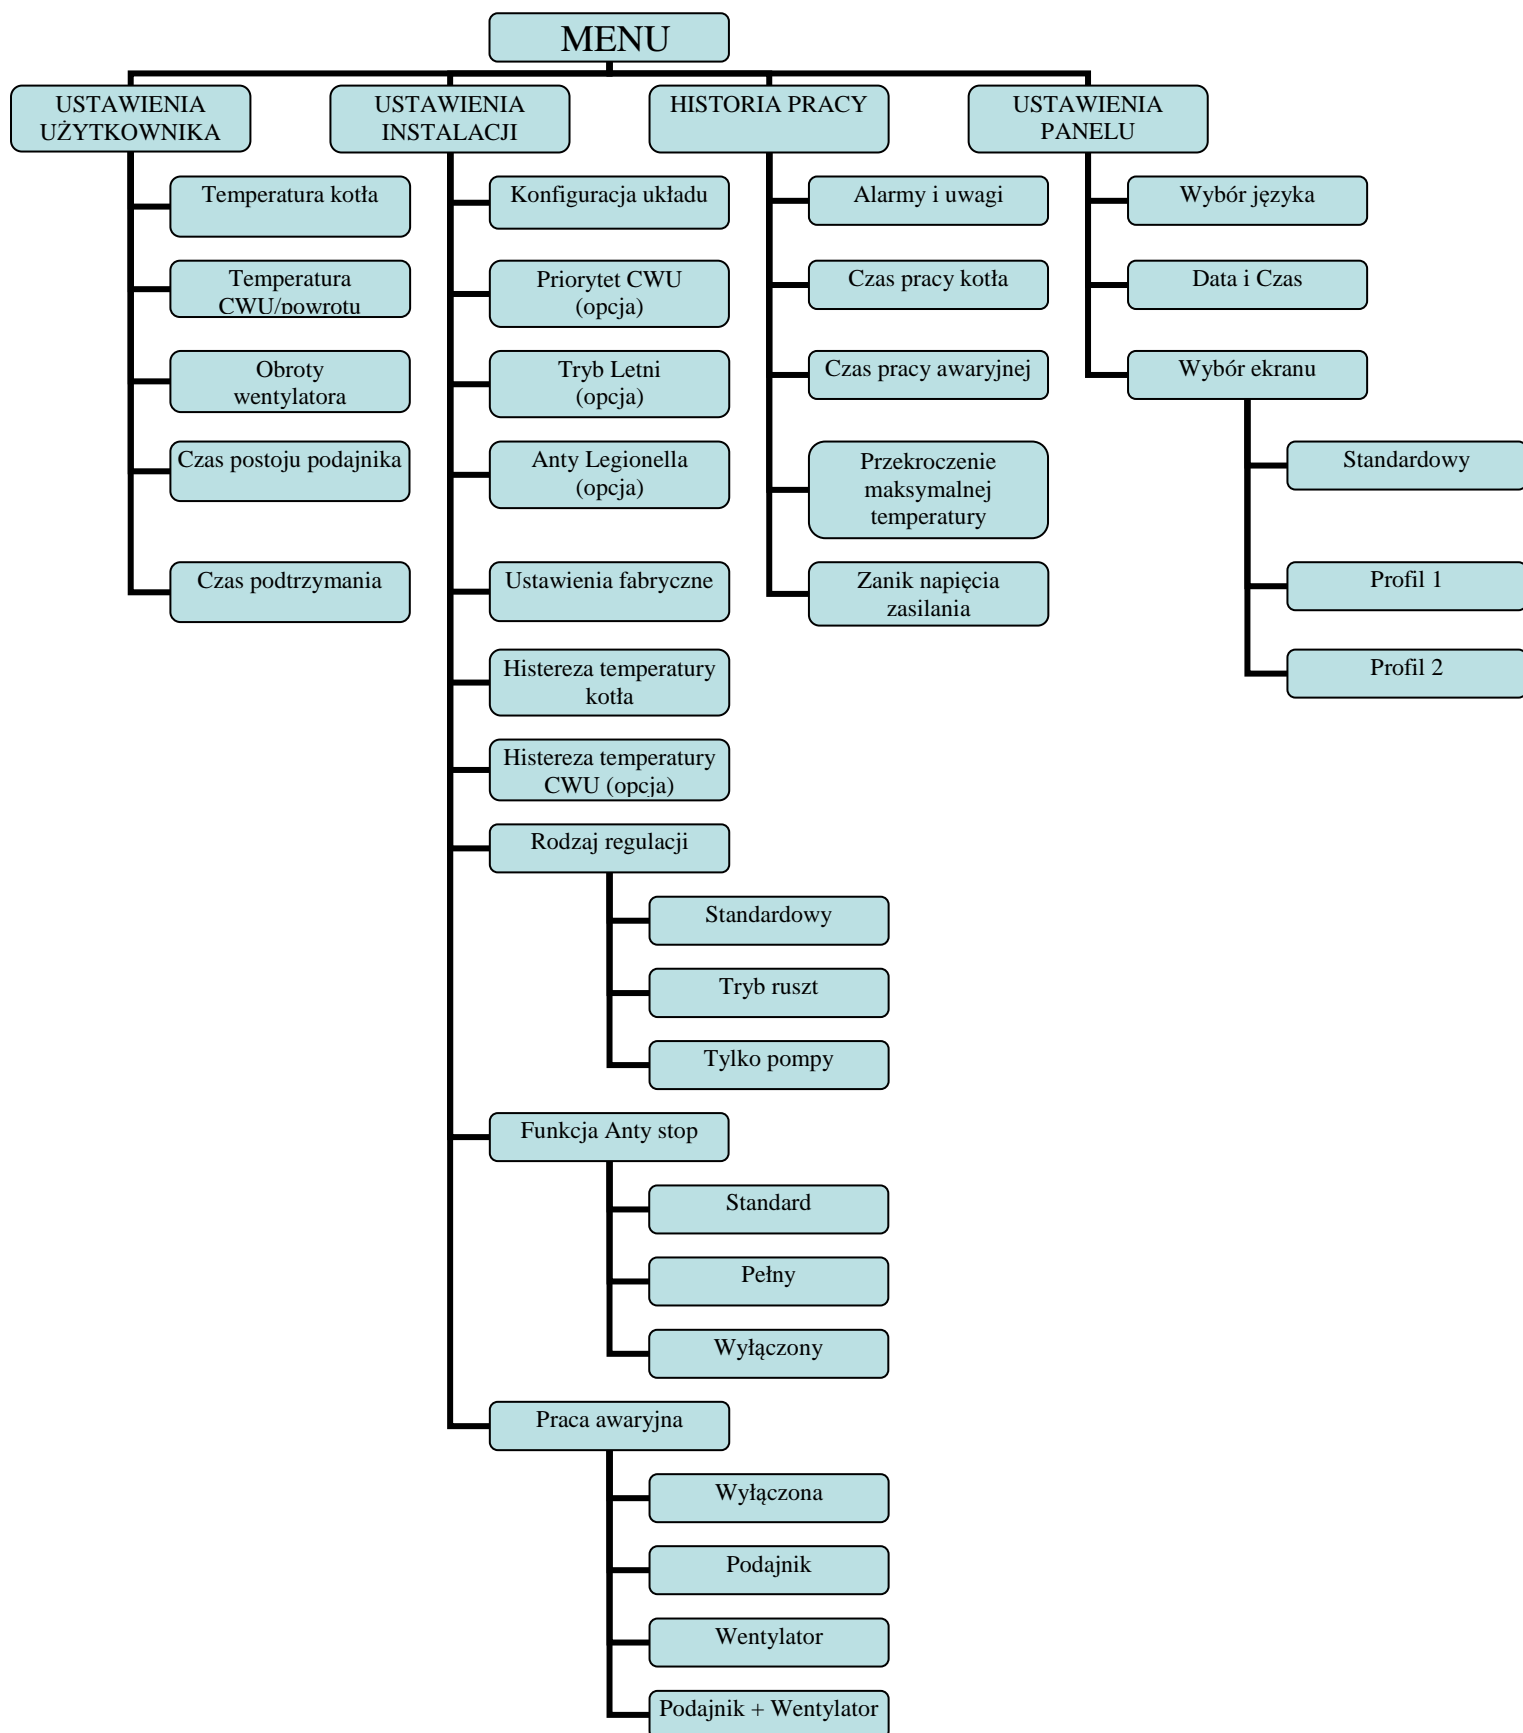 MENU
USTAWIENIA
UŻYTKOWNIKA
Temperatura kotła
Temperatura
CWU/powrotu
Obroty
wentylatora
Czas postoju podajnika
Czas podtrzymania
USTAWIENIA
INSTALACJI
Konfiguracja układu
Priorytet CWU
(opcja)
Tryb Letni
(opcja)
Anty Legionella
(opcja)
Ustawienia fabryczne
Histereza temperatury
kotła
Histereza temperatury
CWU (opcja)
Rodzaj regulacji
Standardowy
Tryb ruszt
Tylko pompy
Funkcja Anty stop
Standard
Pełny
Wyłączony
Praca awaryjna
Wyłączona
Podajnik
Wentylator
Podajnik + Wentylator
HISTORIA PRACY
Alarmy i uwagi
Czas pracy kotła
Czas pracy awaryjnej
Przekroczenie
maksymalnej
temperatury
Zanik napięcia
zasilania
USTAWIENIA
PANELU
Wybór języka
Data i Czas
Wybór ekranu
Standardowy
Profil 1
Profil 2